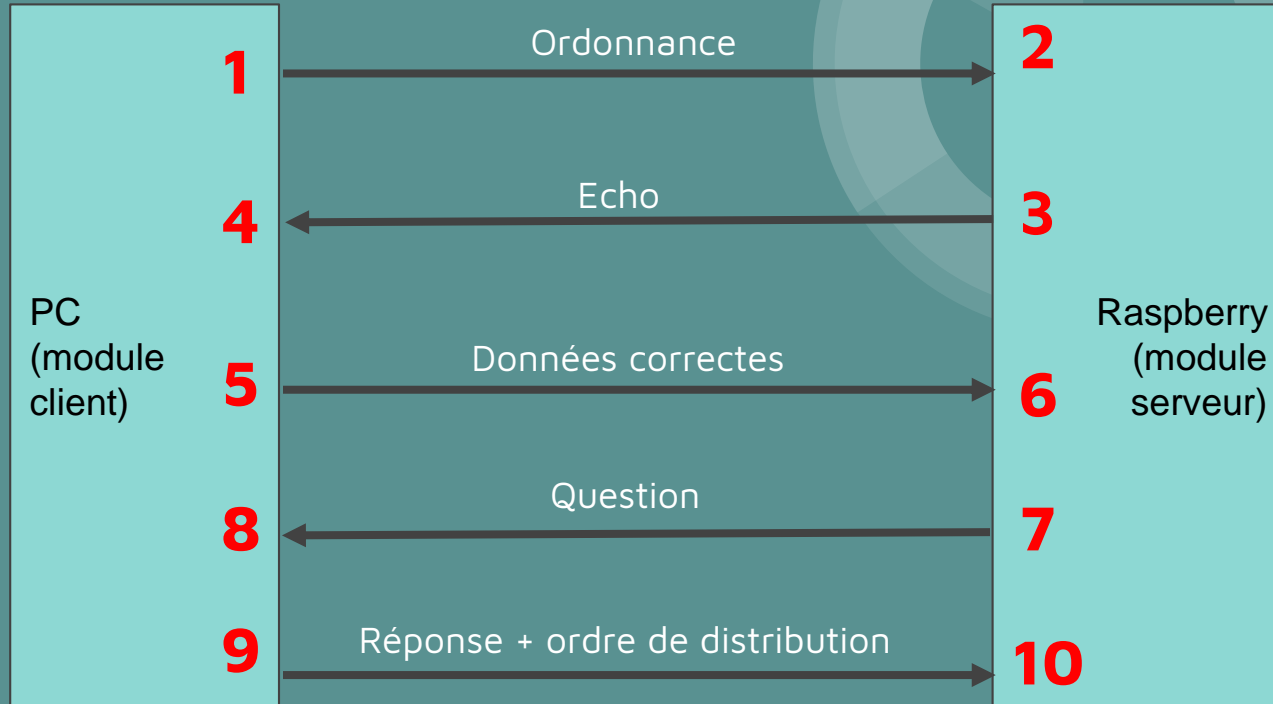 1
Ordonnance
2
4
Echo
3
PC
(module
client)
5
Données correctes
6
Raspberry
(module
serveur)
8
Question
7
9
Réponse + ordre de distribution
10